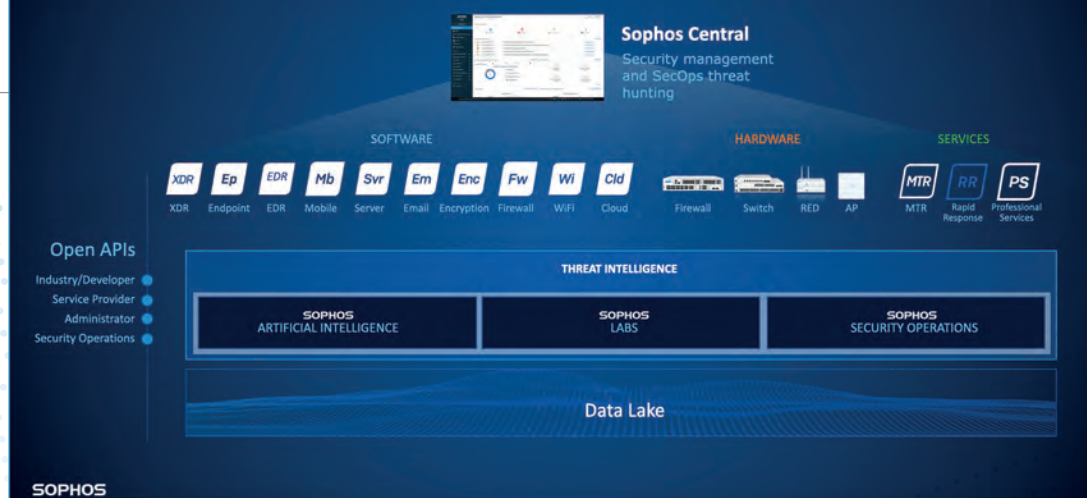 Sophos Central
Security management
and SecOps threat
hunting
SOFTWARE
HARDWARE
SERVICES
XDR
Ep
EDR
Mb
Svr
Em
Enc
Fw
Wi
Cld
MTR
RR
PS
XDR
Endpoint
EDR
Mobile
Server
Email
Encryption
Firewall
WiFi
Cloud
Firewall
Switch
RED
AP
MTR
Rapid
Response
Professional
Services
Open APIs
Industry/Developer
Service Provider
Administrator
Security Operations
THREAT INTELLIGENCE
SOPHOS
ARTIFICIAL INTELLIGENCE
SOPHOS
LABS
SOPHOS
SECURITY OPERATIONS
Data Lake
SOPHOS